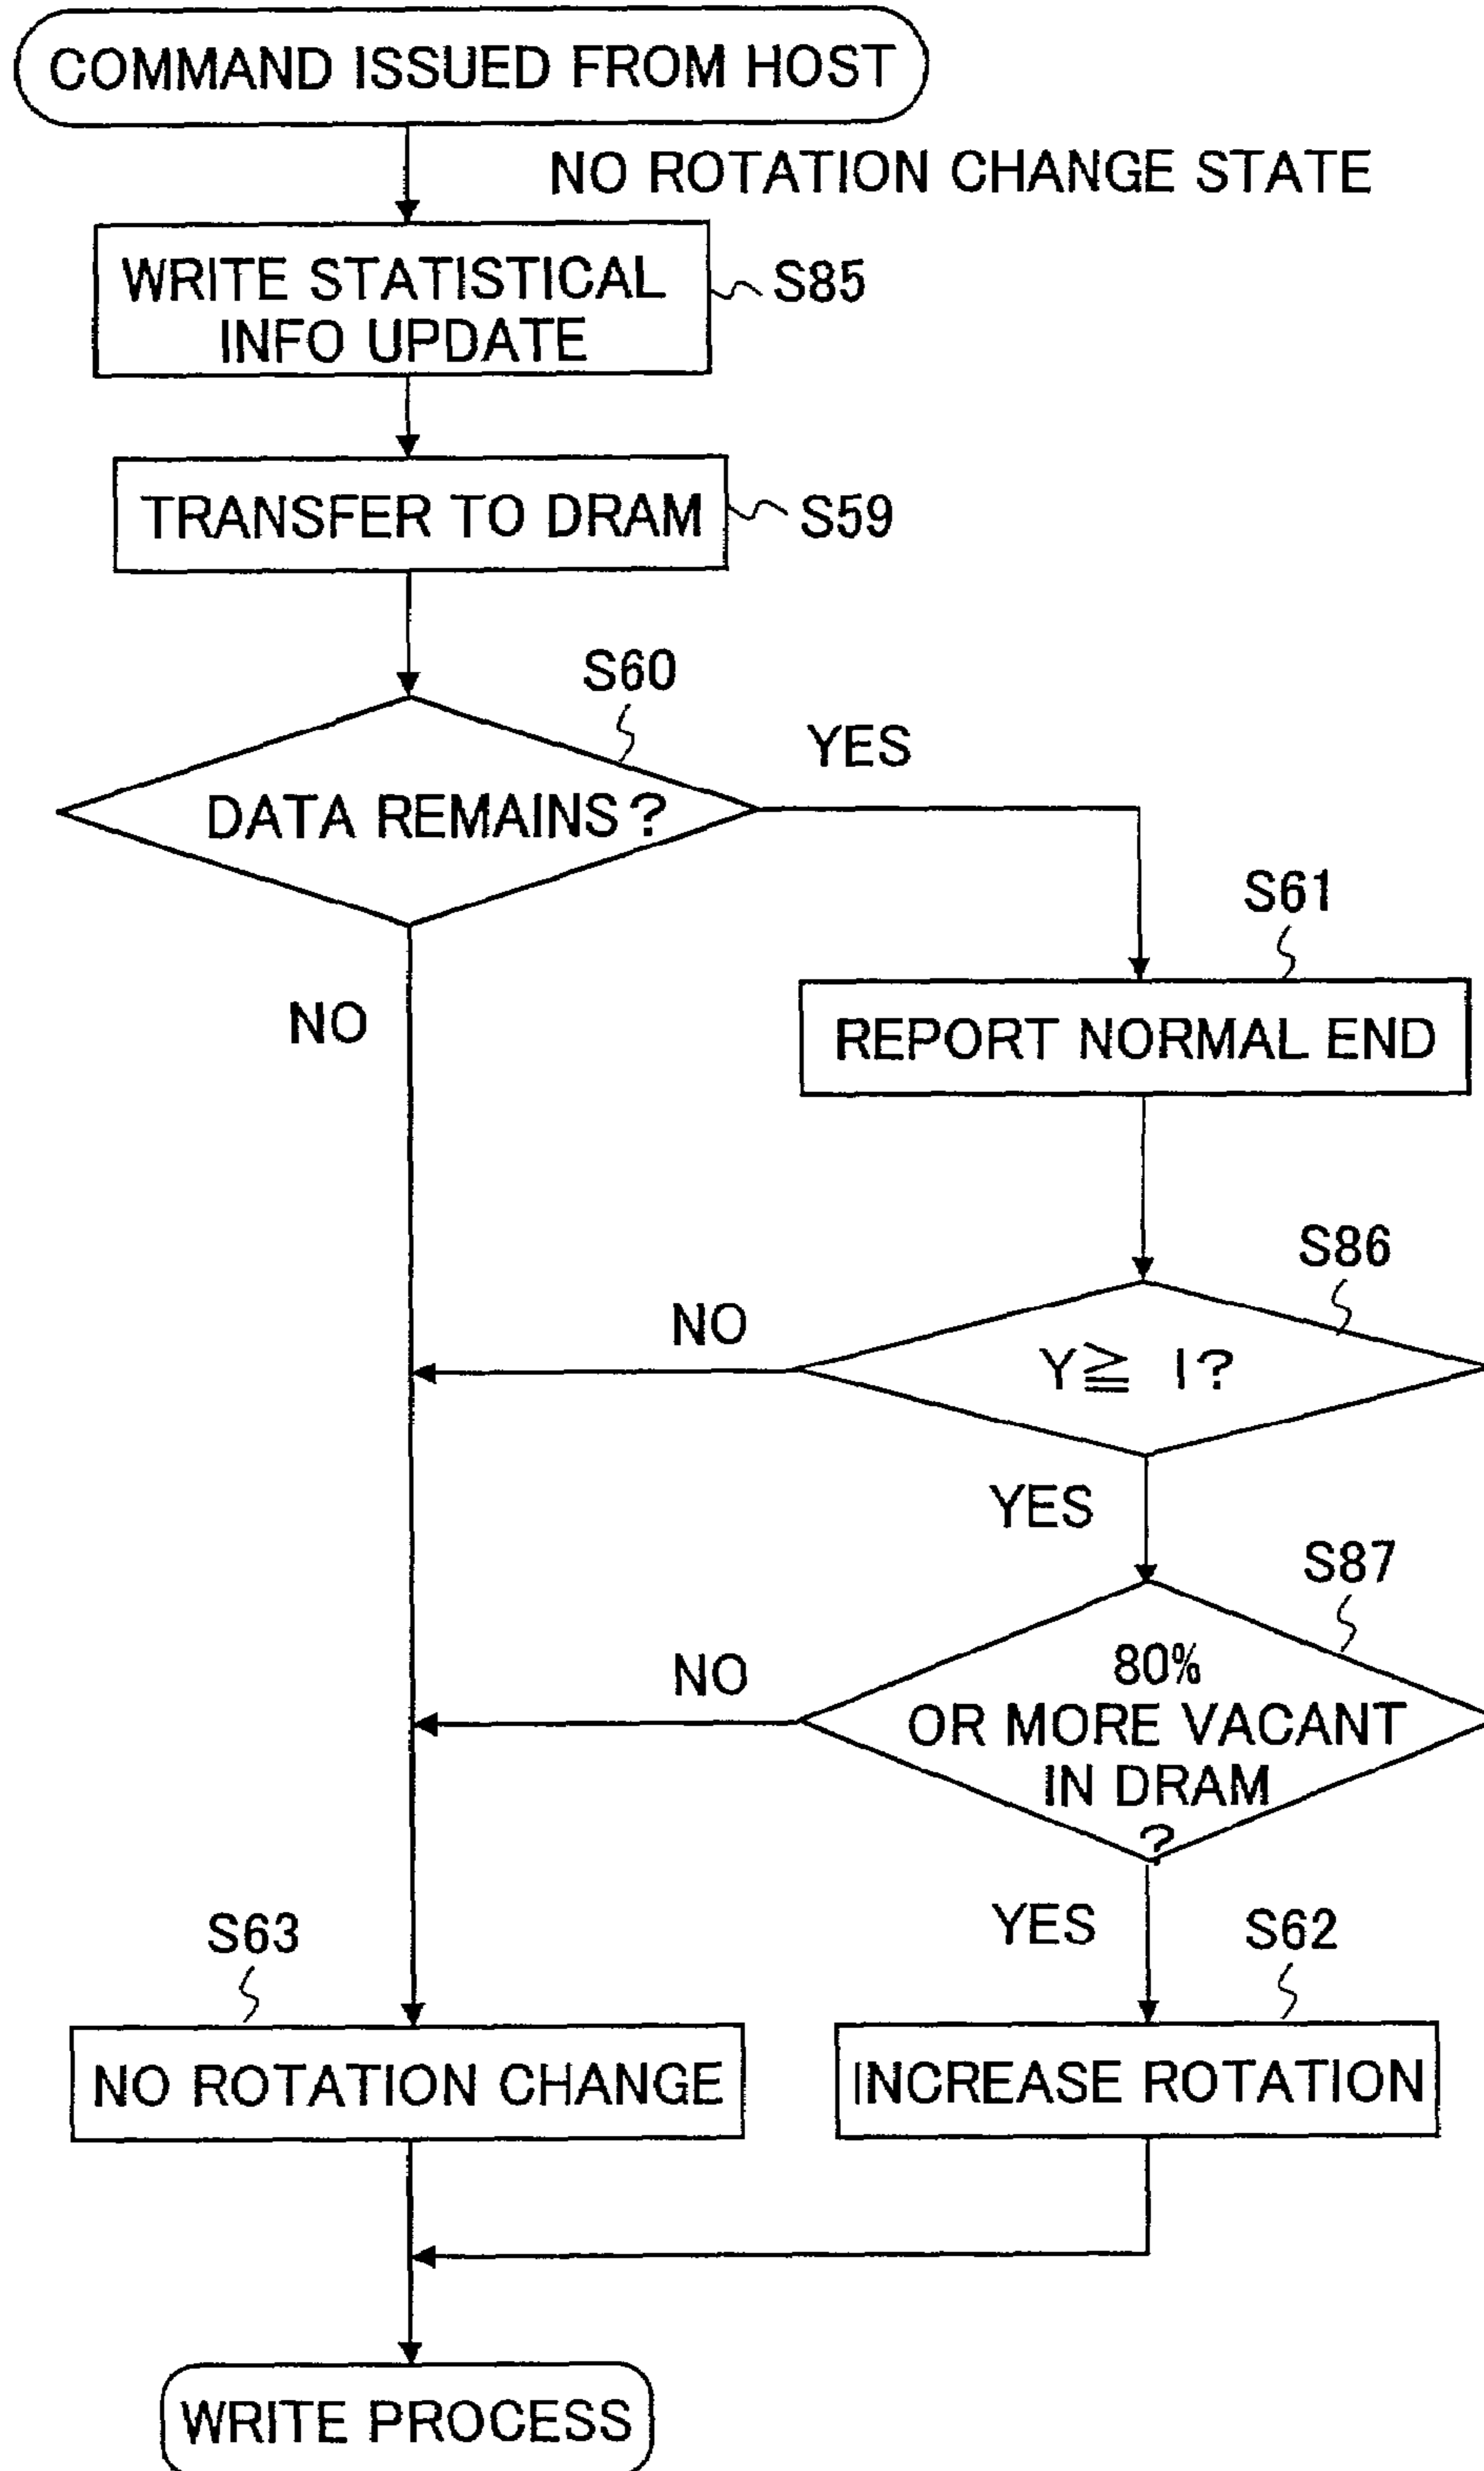 COMMAND ISSUED FROM HOST
NO ROTATION CHANGE STATE
WRITE STATISTICAL
INFO UPDATE
S85
TRANSFER TO DRAM
S59
S60
YES
DATA REMAINS?
S61
NO
REPORT NORMAL END
S86
NO
Y≧ I?
YES
S87
NO
80%
OR MORE VACANT
IN DRAM
?
YES
S63
S62
NO ROTATION CHANGE
INCREASE ROTATION
WRITE PROCESS